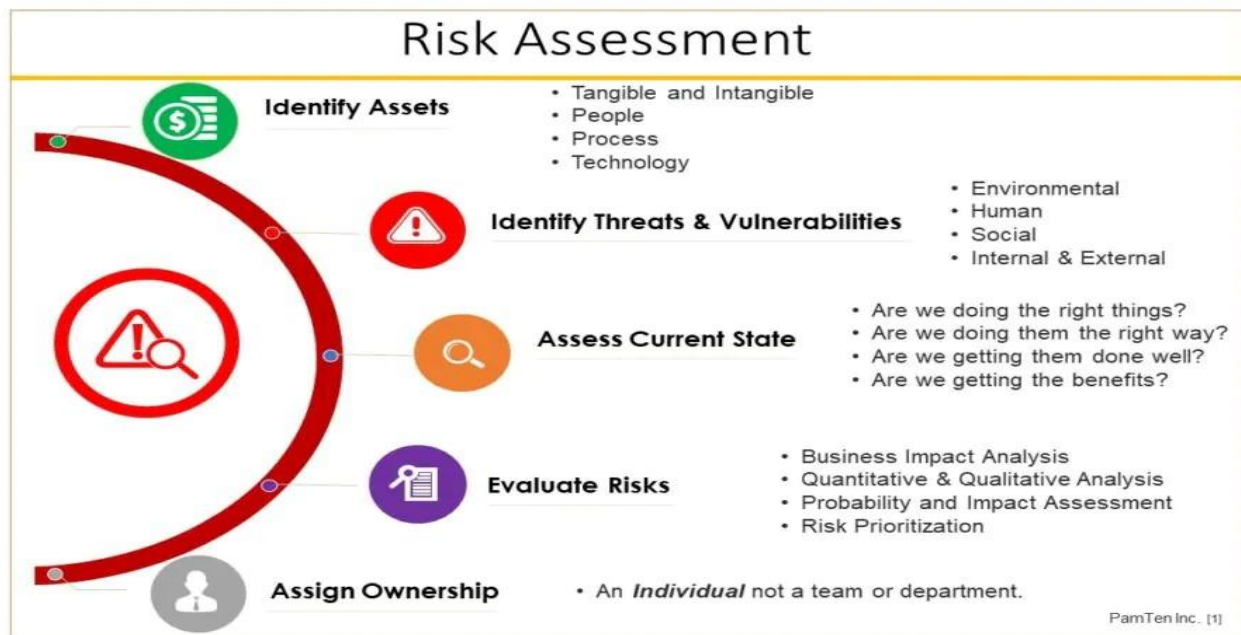 Risk Assessment
Identify Assets
• Tangible and Intangible
• People
• Process
• Technology
Identify Threats & Vulnerabilities
• Environmental
• Human
• Social
• Internal & External
Assess Current State
• Are we doing the right things?
• Are we doing them the right way?
• Are we getting them done well?
• Are we getting the benefits?
Evaluate Risks
• Business Impact Analysis
• Quantitative & Qualitative Analysis
• Probability and Impact Assessment
• Risk Prioritization
Assign Ownership
• An Individual not a team or department.
PamTen Inc. [1]